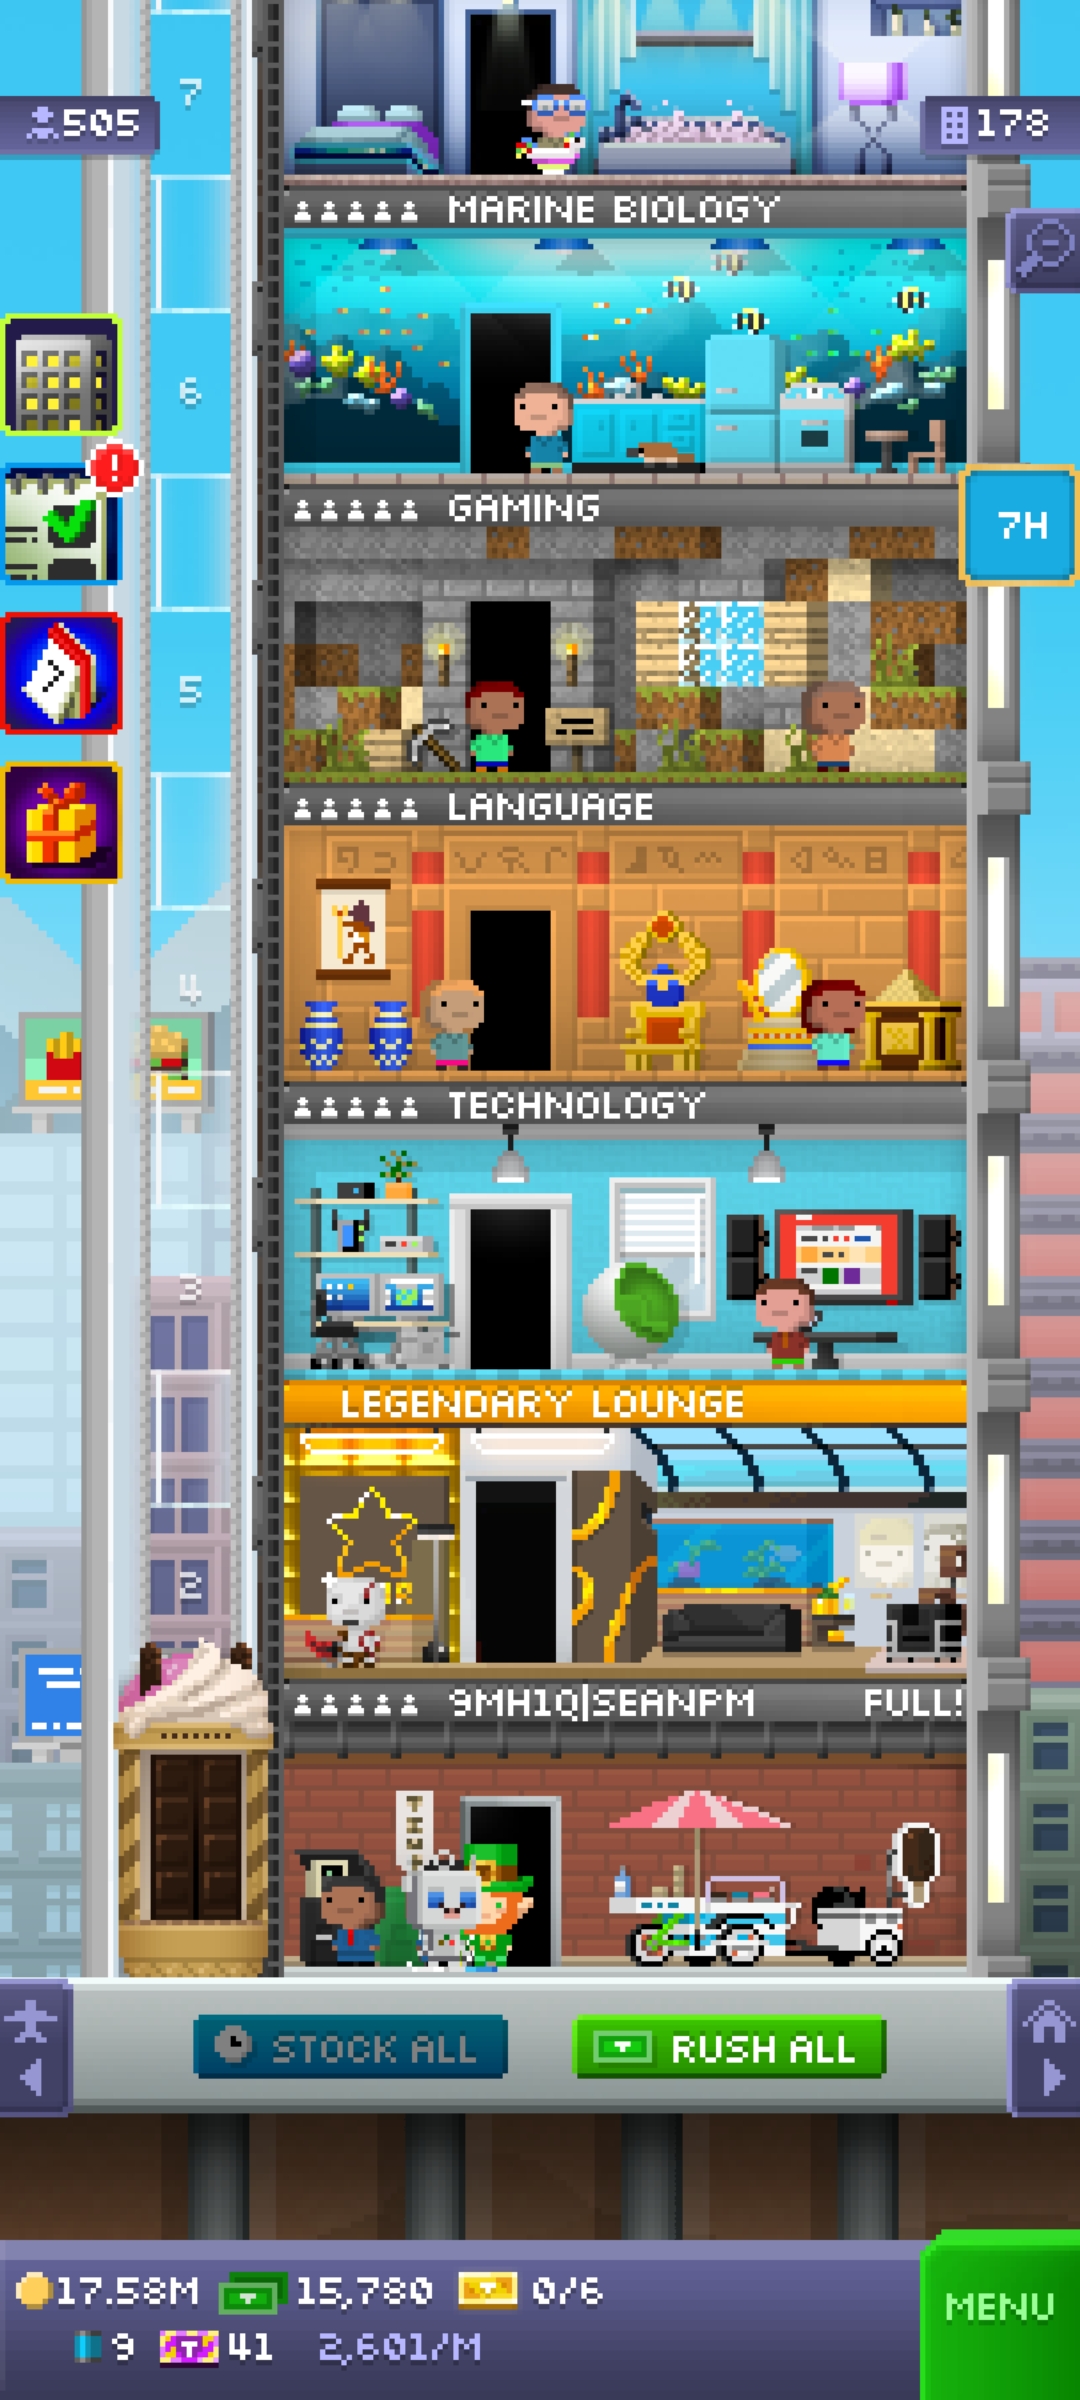 7
505
178
MARINE BIOLOGY
6
GAMING
7H
7
5
LANGUAGE
4
TECHNOLOGY
3
LEGENDARY LOUNGE
2
9MH1Q|SEANPM FULL!
STOCK ALL
RUSH ALL
17.58M 15,780 0/6
MENU
9 41 2,601/M